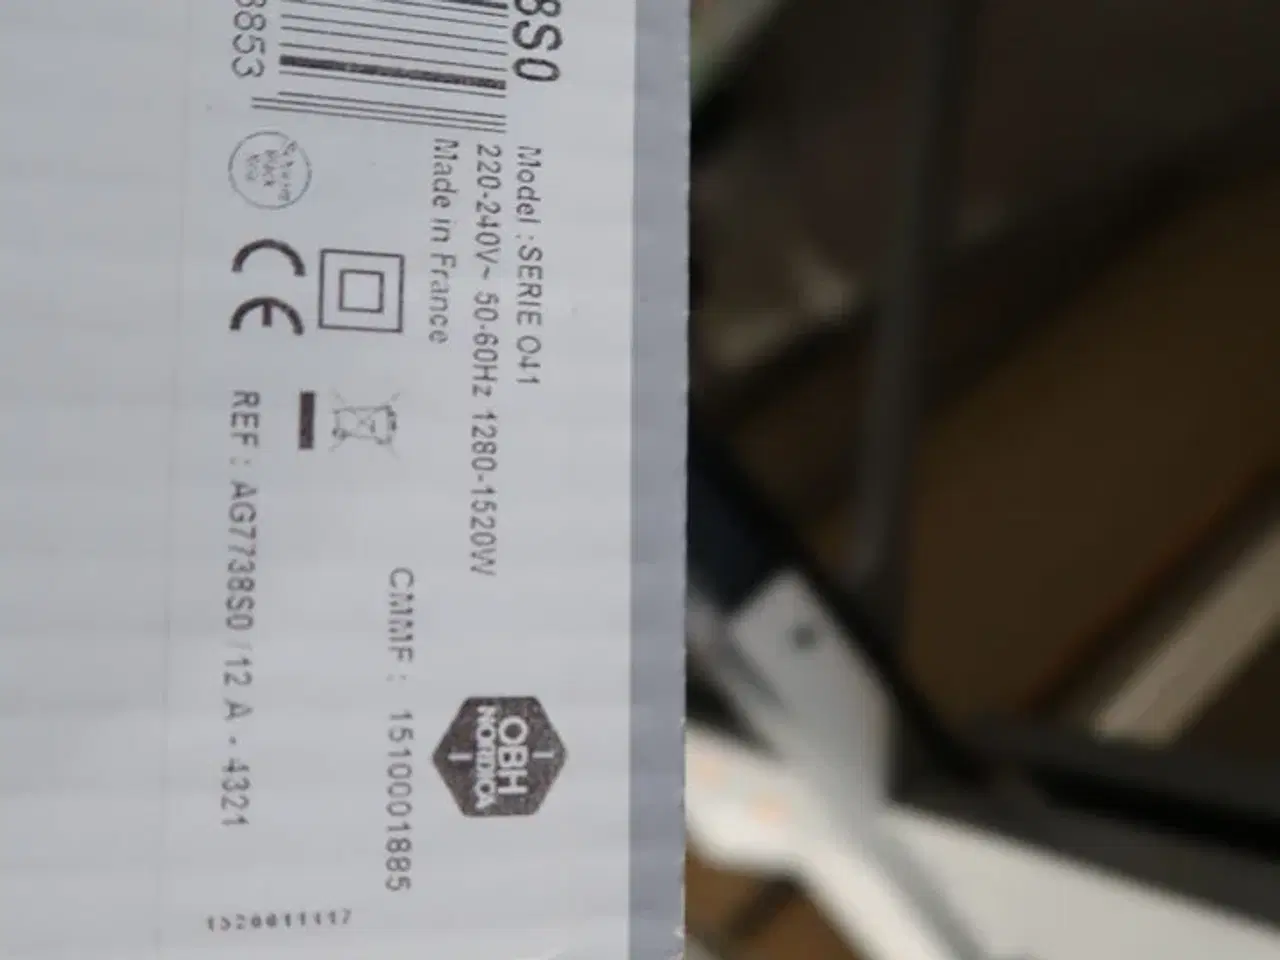 8S0
3853
Model :SERIE O41
220-240V~ 50-60Hz 1280-1520W
Made in France
CE
CMMF : 1510001885
OBH
NORDICA
REF : AG7738S0 /12 A - 4321